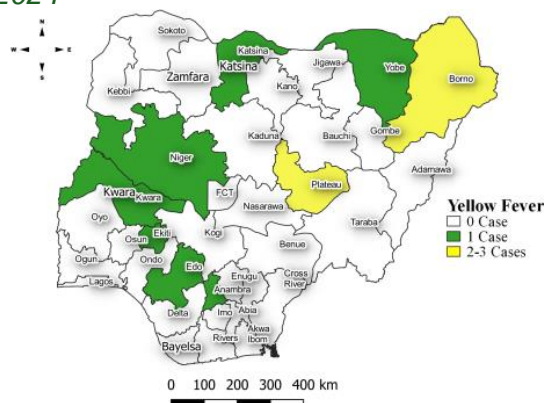 2024
N
W E
S
Sokoto
Katsina
Katsina
Jigawa
Yobe
Borno
Zamfara
Kebbi
Kano
Kaduna
Bauchi
Gombe
Adamawa
Niger
Plateau
Kwara
Kwara
FCT
Nasarawa
Taraba
Oyo
Ekiti
Kogi
Osun
Benue
Ogun
Ondo
Edo
Enugu
Cross
River
Lagos
Anambra
Delta
Imo
Abia
Akwa
Ibom
Bayelsa
Rivers
Yellow Fever
0 Case
1 Case
2-3 Cases
0 100 200 300 400 km